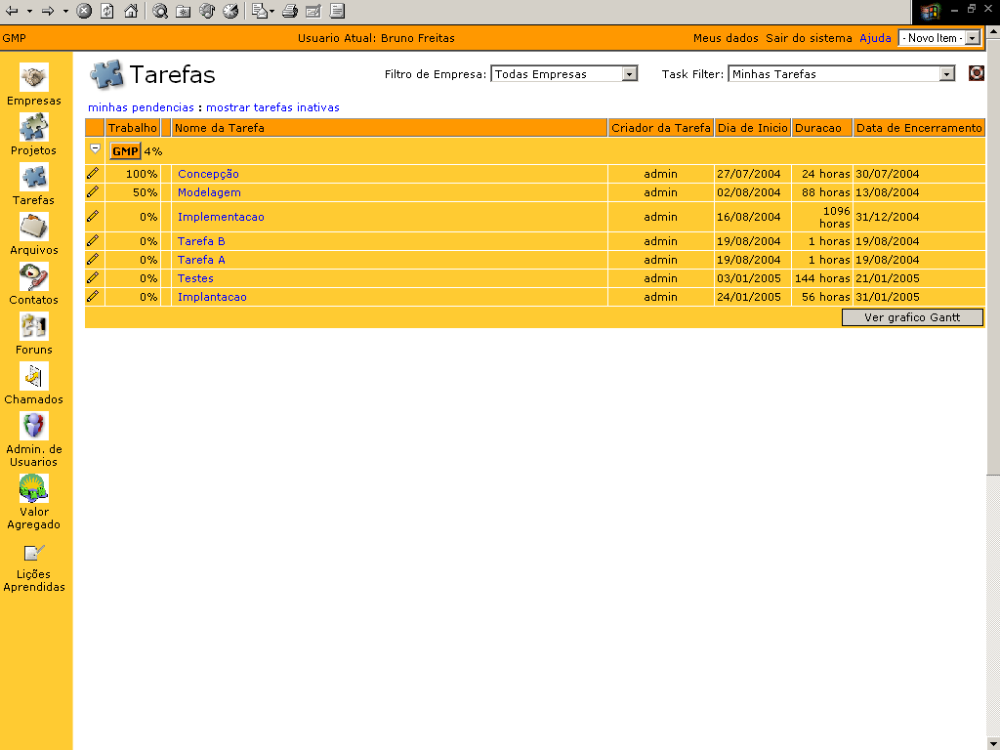 GMP Usuario Atual: Bruno Freitas Meus dados Sair do sistema Ajuda - Novo Item -
Empresas
Projetos
Tarefas
Arquivos
Contatos
Foruns
Chamados
Admin. de
Usuarios
Valor
Agregado
Lições
Aprendidas
Tarefas Filtro de Empresa: Todas Empresas Task Filter: Minhas Tarefas
minhas pendencias : mostrar tarefas inativas
Trabalho Nome da Tarefa Criador da Tarefa Dia de Inicio Duracao Data de Encerramento
GMP 4%
100% Concepção admin 27/07/2004 24 horas 30/07/2004
50% Modelagem admin 02/08/2004 88 horas 13/08/2004
0% Implementacao admin 16/08/2004 1096 horas 31/12/2004
0% Tarefa B admin 19/08/2004 1 horas 19/08/2004
0% Tarefa A admin 19/08/2004 1 horas 19/08/2004
0% Testes admin 03/01/2005 144 horas 21/01/2005
0% Implantacao admin 24/01/2005 56 horas 31/01/2005
Ver grafico Gantt